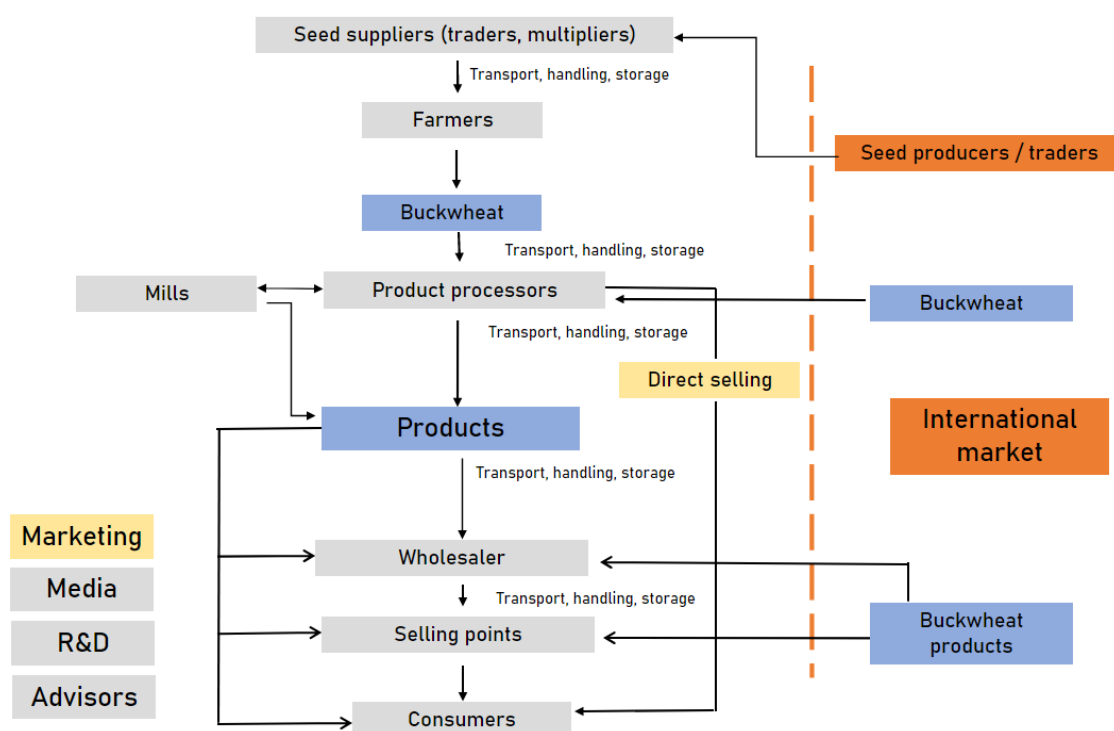 Seed suppliers (traders, multipliers)
Transport, handling, storage
Farmers
Seed producers / traders
Buckwheat
Transport, handling, storage
Mills
Product processors
Buckwheat
Transport, handling, storage
Direct selling
Products
International
market
Transport, handling, storage
Marketing
Wholesaler
Media
Transport, handling, storage
Buckwheat
products
R&D
Selling points
Advisors
Consumers